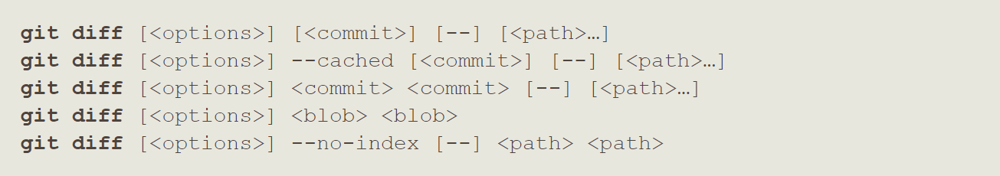 git diff [<options>] [<commit>] [--] [<path>…]
git diff [<options>] --cached [<commit>] [--] [<path>…]
git diff [<options>] <commit> <commit> [--] [<path>…]
git diff [<options>] <blob> <blob>
git diff [<options>] --no-index [--] <path> <path>